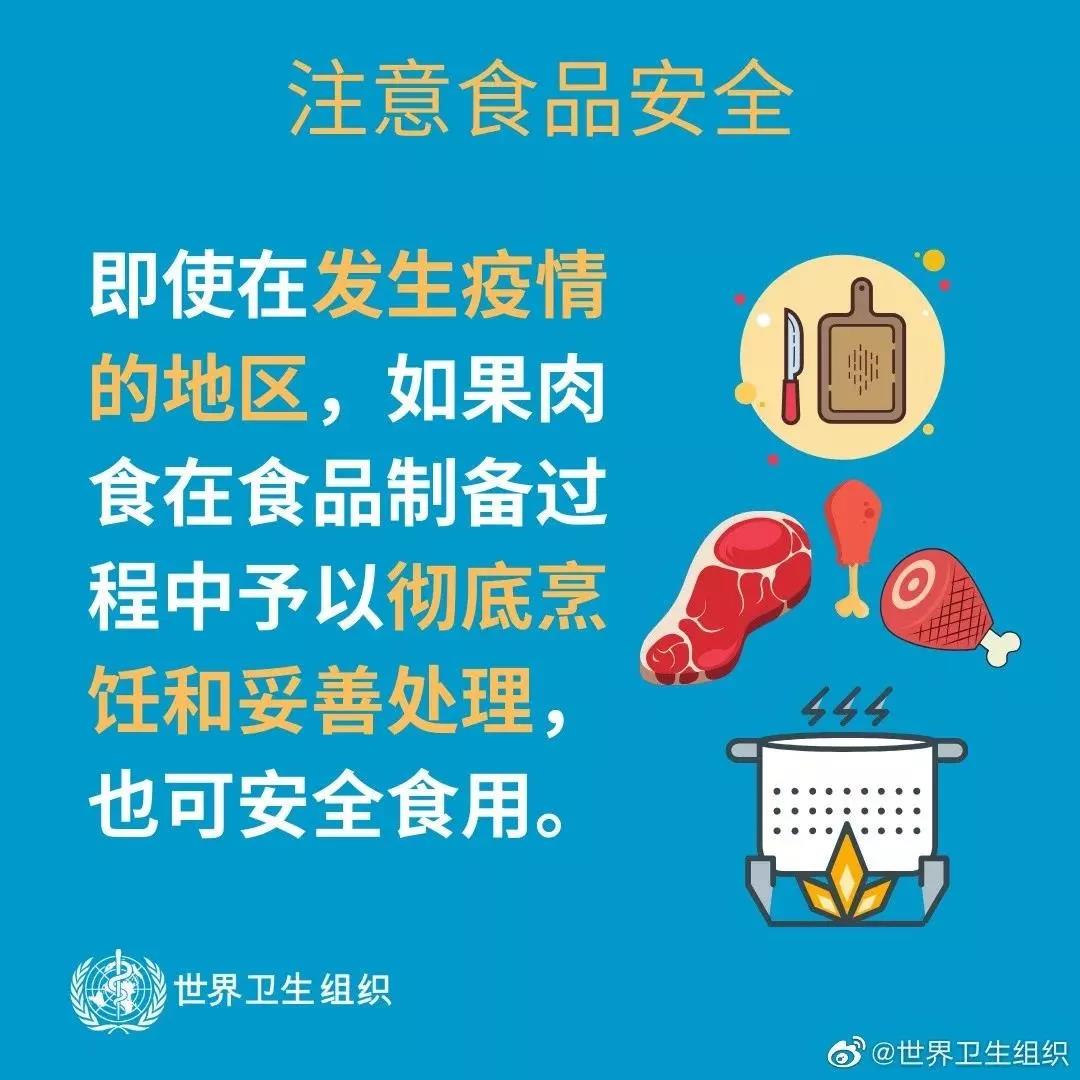 注意食品安全
即使在发生疫情
的地区，如果肉
食在食品制备过
程中予以彻底烹
饪和妥善处理，
也可安全食用。
世界卫生组织
@世界卫生组织